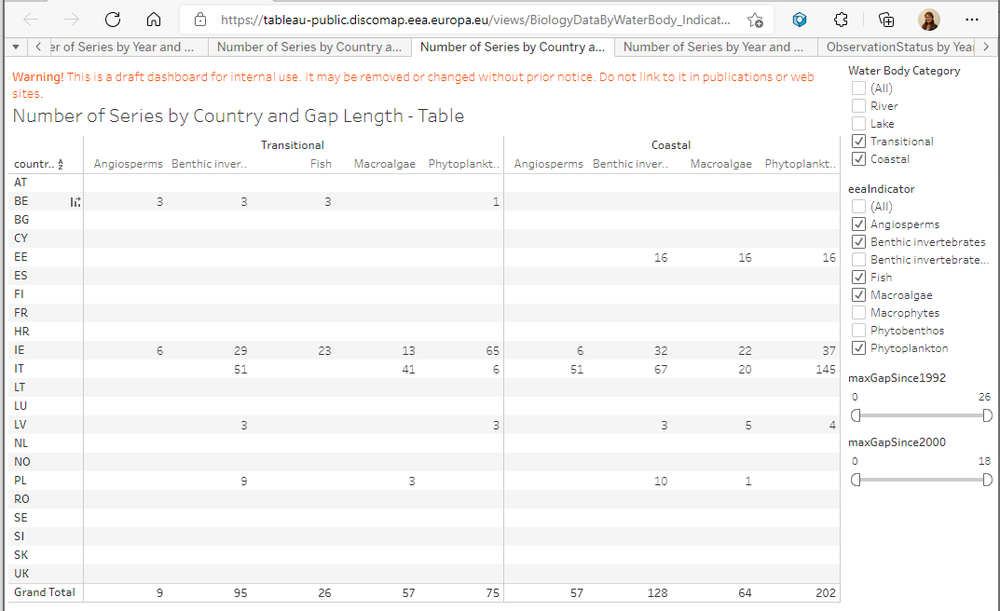 https://tableau-public.discomap.eea.europa.eu/views/BiologyDataByWaterBody_Indicat...
er of Series by Year and ... Number of Series by Country a... Number of Series by Country a... Number of Series by Year and ... ObservationStatus by Year
Warning! This is a draft dashboard for internal use. It may be removed or changed without prior notice. Do not link to it in publications or web
sites.
Number of Series by Country and Gap Length - Table
Transitional Coastal
countr.. Angiosperms Benthic inver.. Fish Macroalgae Phytoplankt.. Angiosperms Benthic inver.. Macroalgae Phytoplankt..
AT
BE 3 3 3 1
BG
CY
EE 16 16 16
ES
FI
FR
HR
IE 6 29 23 13 65 6 32 22 37
IT 51 41 6 51 67 20 145
LT
LU
LV 3 3 3 5 4
NL
NO
PL 9 3 10 1
RO
SE
SI
SK
UK
Grand Total 9 95 26 57 75 57 128 64 202
Water Body Category
(All)
River
Lake
Transitional
Coastal
eeaIndicator
(All)
Angiosperms
Benthic invertebrates
Benthic invertebrate...
Fish
Macroalgae
Macrophytes
Phytobenthos
Phytoplankton
maxGapSince1992
0 26
maxGapSince2000
0 18